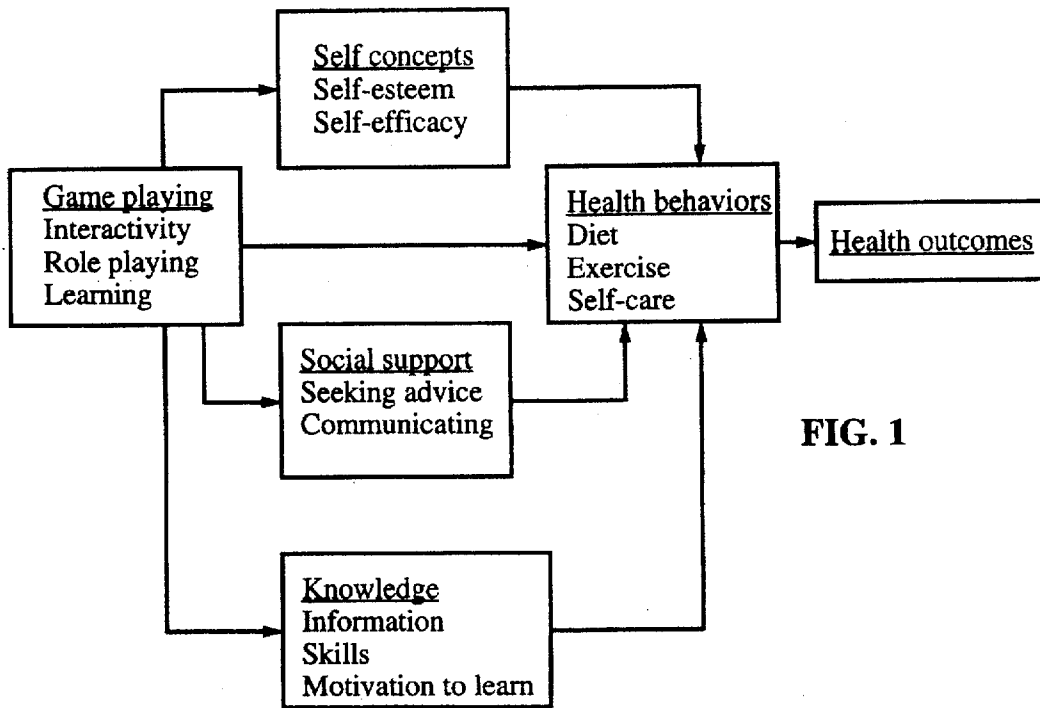 Self concepts
Self-esteem
Self-efficacy
Game playing
Interactivity
Role playing
Learning
Health behaviors
Diet
Exercise
Self-care
Health outcomes
Social support
Seeking advice
Communicating
FIG. 1
Knowledge
Information
Skills
Motivation to learn